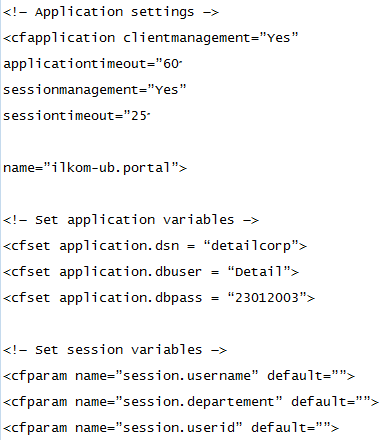 <!– Application settings –>
<cfapplication clientmanagement=”Yes”
applicationtimeout=”60″
sessionmanagement=”Yes”
sessiontimeout=”25″
name=”ilkom-ub.portal”>
<!– Set application variables –>
<cfset application.dsn = “detailcorp”>
<cfset application.dbuser = “Detail”>
<cfset application.dbpass = “23012003”>
<!– Set session variables –>
<cfparam name=”session.username” default=””>
<cfparam name=”session.departement” default=””>
<cfparam name=”session.userid” default=””>